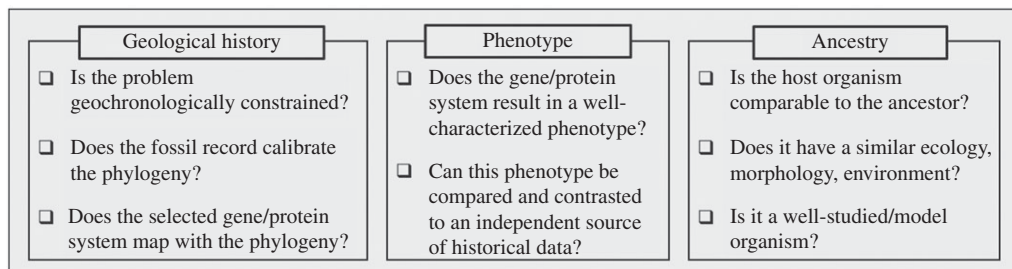 Geological history
❑ Is the problem
geochronologically constrained?
❑ Does the fossil record calibrate
the phylogeny?
❑ Does the selected gene/protein
system map with the phylogeny?
Phenotype
❑ Does the gene/protein
system result in a well-
characterized phenotype?
❑ Can this phenotype be
compared and contrasted
to an independent source
of historical data?
Ancestry
❑ Is the host organism
comparable to the ancestor?
❑ Does it have a similar ecology,
morphology, environment?
❑ Is it a well-studied/model
organism?